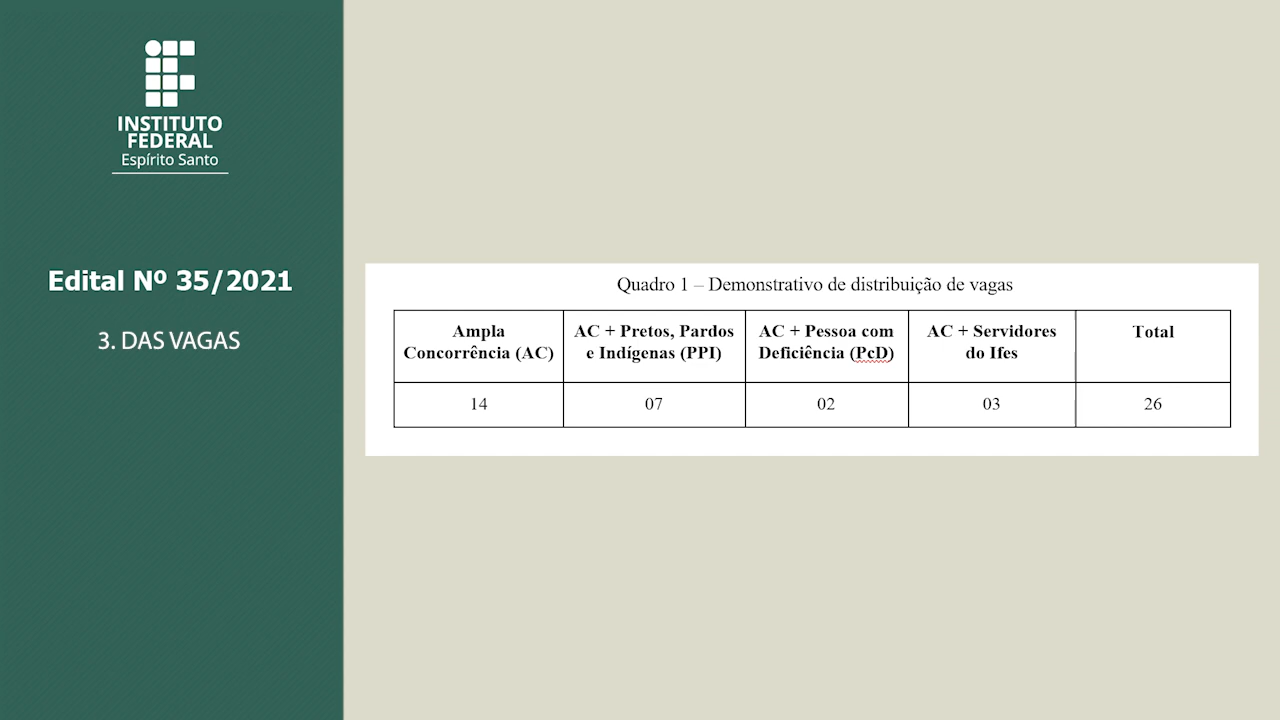 INSTITUTO
FEDERAL
Espírito Santo
Edital Nº 35/2021
3. DAS VAGAS
Quadro 1 – Demonstrativo de distribuição de vagas
Ampla
Concorrência (AC)
AC + Pretos, Pardos
e Indígenas (PPI)
AC + Pessoa com
Deficiência (PcD)
AC + Servidores
do Ifes
Total
14
07
02
03
26